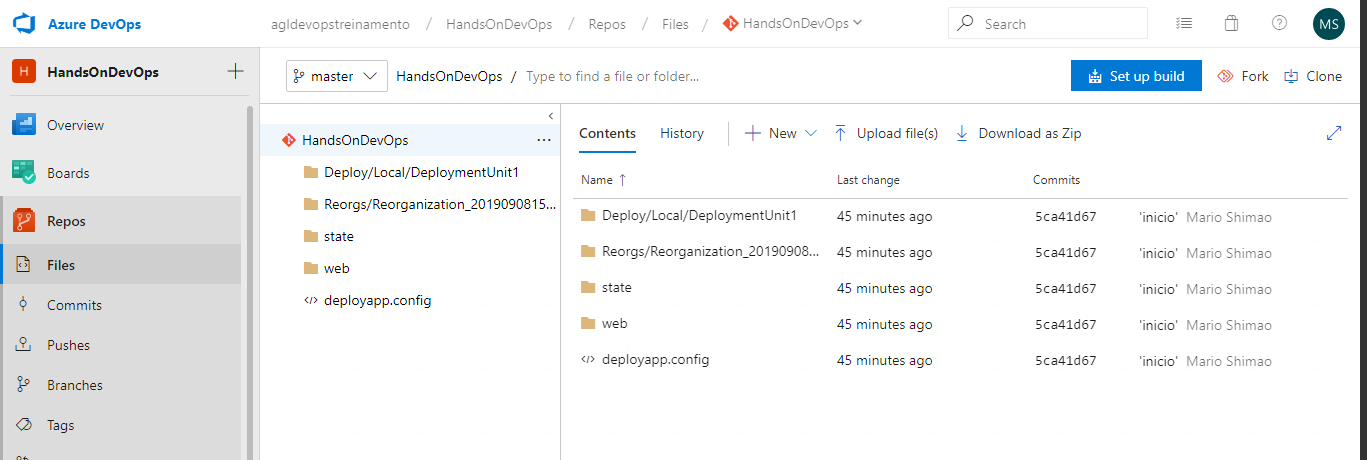 Azure DevOps agldevopstreinamento / HandsOnDevOps / Repos / Files / HandsOnDevOps Search MS
H HandsOnDevOps
master HandsOnDevOps / Type to find a file or folder... Set up build Fork Clone
Overview
Boards
Repos
Files
Commits
Pushes
Branches
Tags
HandsOnDevOps ...
Deploy/Local/DeploymentUnit1
Reorgs/Reorganization_2019090815...
state
web
deployapp.config
Contents History New Upload file(s) Download as Zip
Name ↑ Last change Commits
Deploy/Local/DeploymentUnit1 45 minutes ago 5ca41d67 'inicio' Mario Shimao
Reorgs/Reorganization_20190908... 45 minutes ago 5ca41d67 'inicio' Mario Shimao
state 45 minutes ago 5ca41d67 'inicio' Mario Shimao
web 45 minutes ago 5ca41d67 'inicio' Mario Shimao
deployapp.config 45 minutes ago 5ca41d67 'inicio' Mario Shimao